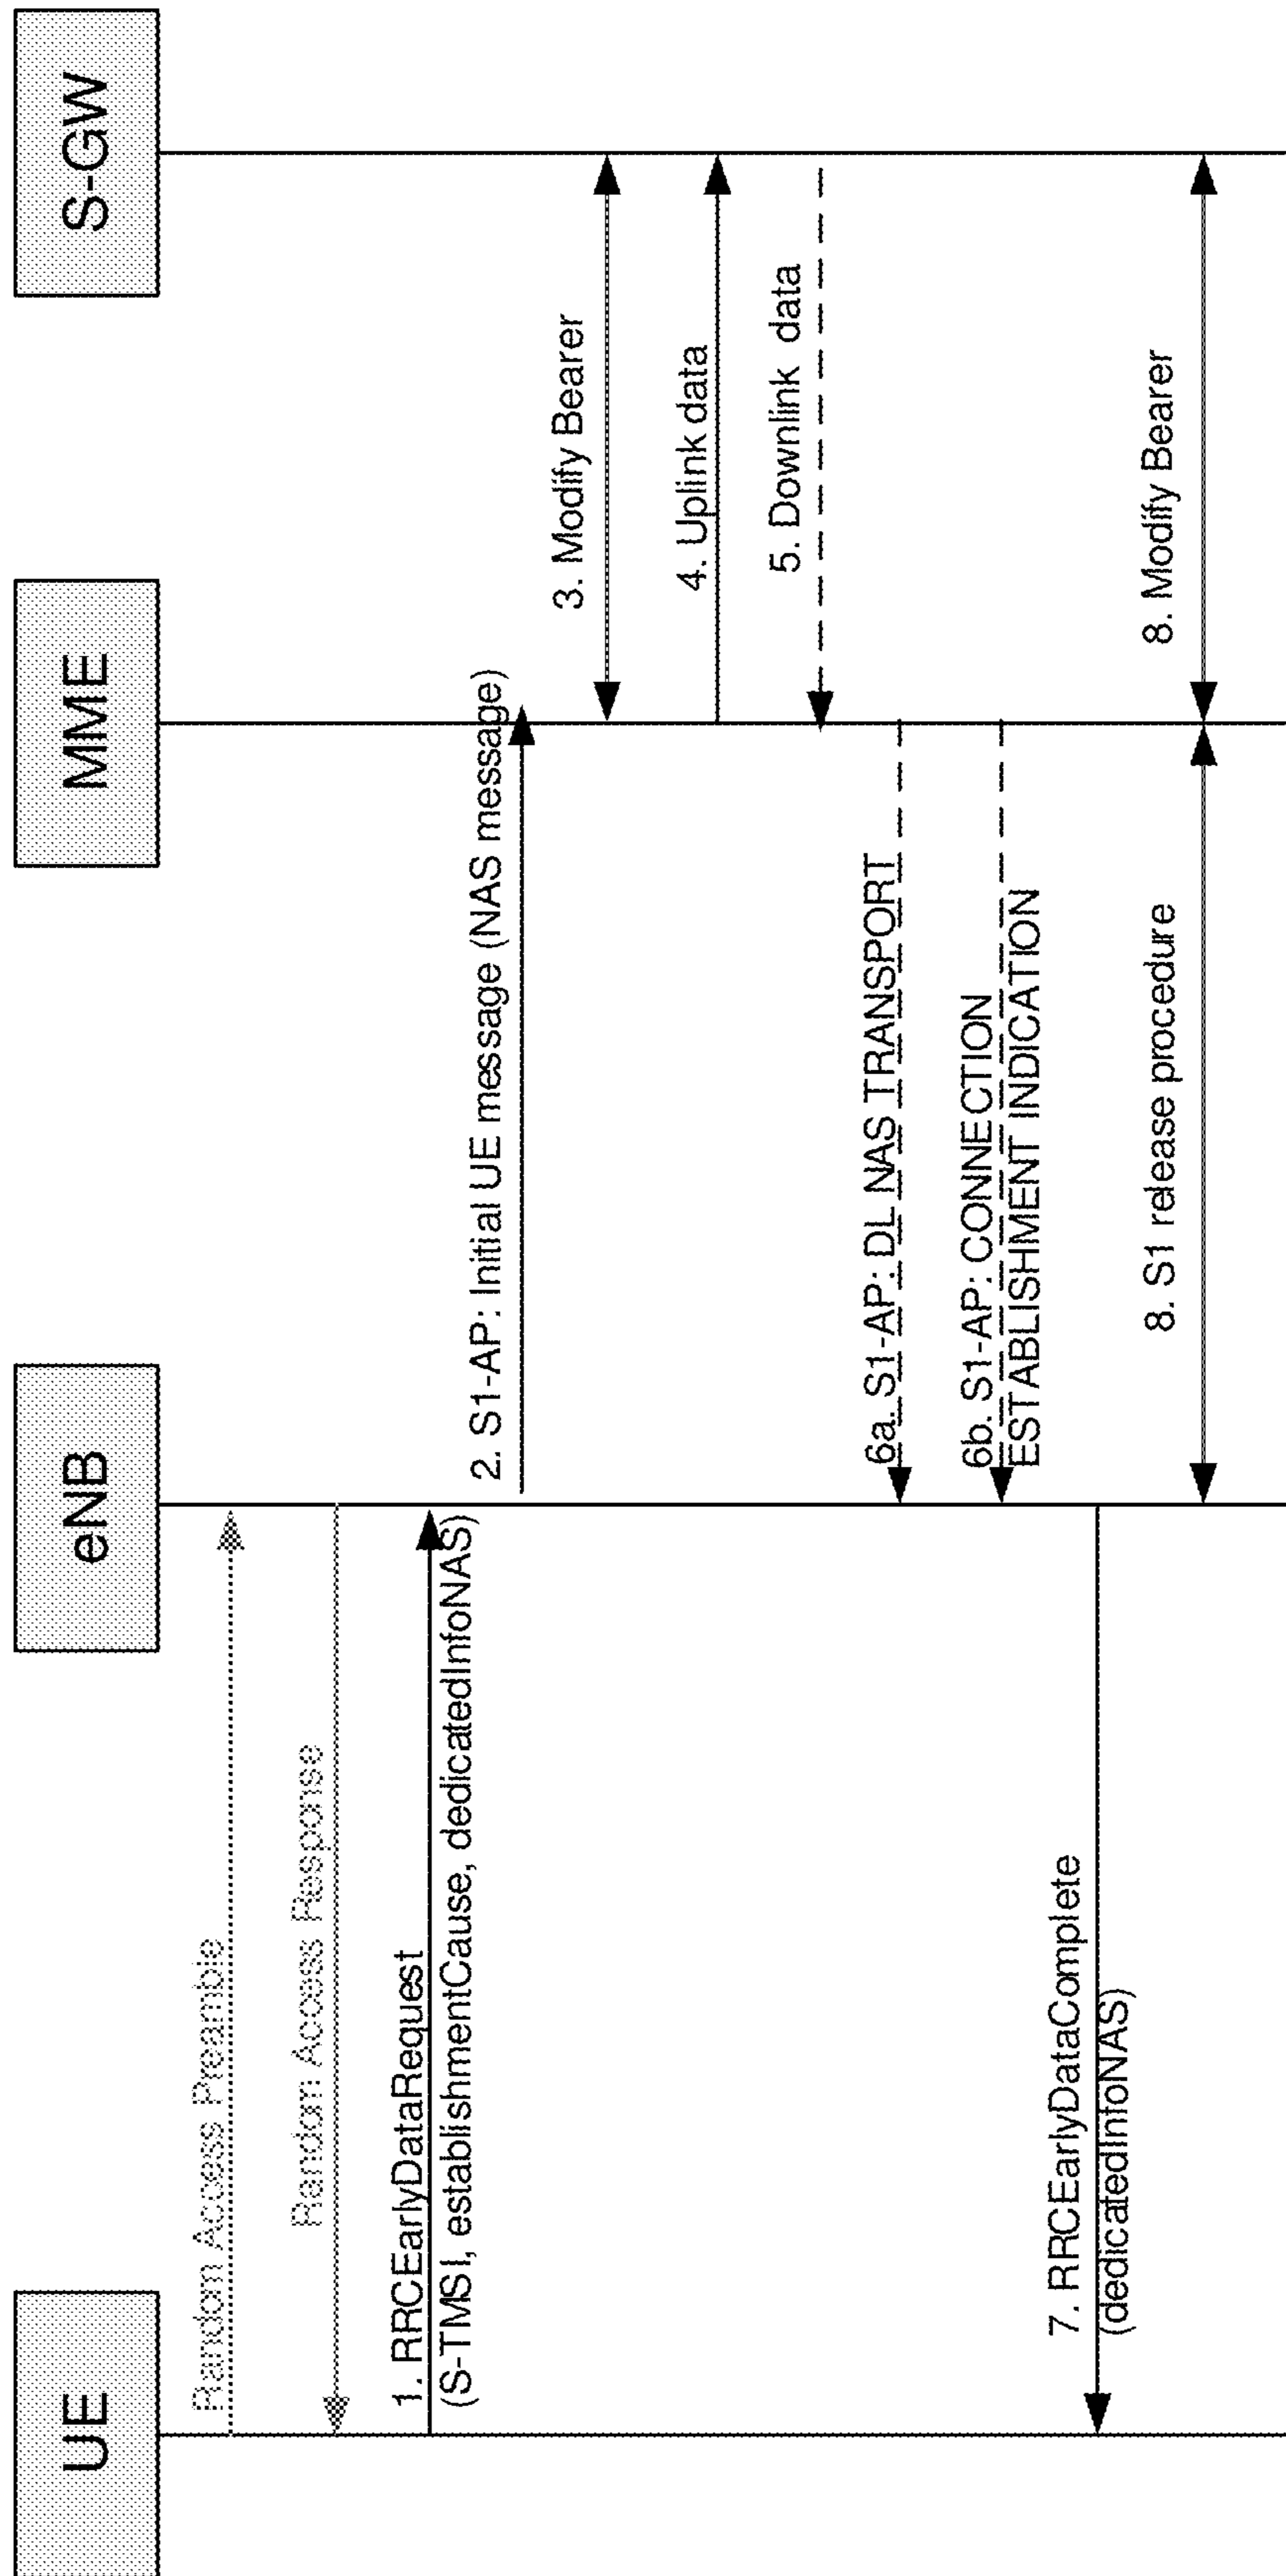 UE
eNB
MME
S-GW
Random Access Preamble
Random Access Response
1. RRCEarlyDataRequest
(S-TMSI, establishmentCause, dedicatedInfoNAS)
2. S1-AP: Initial UE message (NAS message)
3. Modify Bearer
4. Uplink data
5. Downlink data
6a. S1-AP: DL NAS TRANSPORT
6b. S1-AP: CONNECTION
ESTABLISHMENT INDICATION
7. RRCEarlyDataComplete
(dedicatedInfoNAS)
8. S1 release procedure
8. Modify Bearer